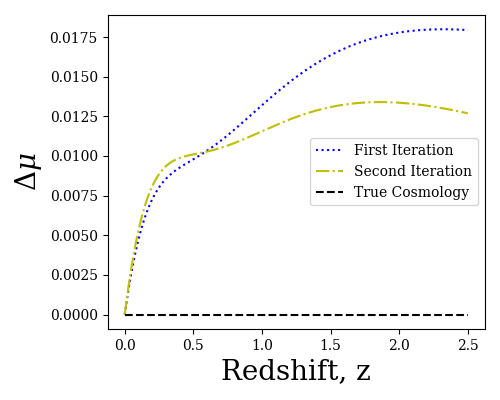 0.0175
0.0150
0.0125
0.0100
0.0075
0.0050
0.0025
0.0000
Δμ
First Iteration
Second Iteration
True Cosmology
0.0 0.5 1.0 1.5 2.0 2.5
Redshift, z